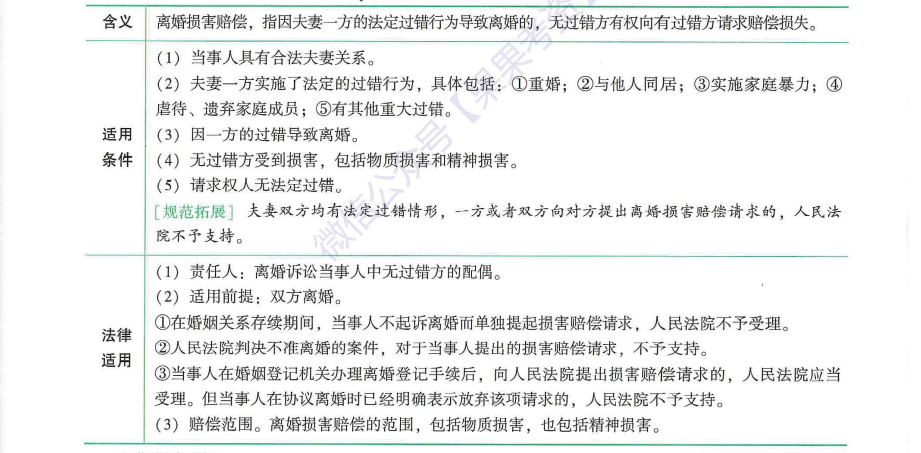 含义
离婚损害赔偿，指因夫妻一方的法定过错行为导致离婚的，无过错方有权向有过错方请求赔偿损失。
适用
条件
（1）当事人具有合法夫妻关系。
（2）夫妻一方实施了法定的过错行为，具体包括：①重婚；②与他人同居；③实施家庭暴力；④
虐待、遗弃家庭成员；⑤有其他重大过错。
（3）因一方的过错导致离婚。
（4）无过错方受到损害，包括物质损害和精神损害。
（5）请求权人无法定过错。
［规范拓展］夫妻双方均有法定过错情形，一方或者双方向对方提出离婚损害赔偿请求的，人民法
院不予支持。
法律
适用
（1）责任人：离婚诉讼当事人中无过错方的配偶。
（2）适用前提：双方离婚。
①在婚姻关系存续期间，当事人不起诉离婚而单独提起损害赔偿请求，人民法院不予受理。
②人民法院判决不准离婚的案件，对于当事人提出的损害赔偿请求，不予支持。
③当事人在婚姻登记机关办理离婚登记手续后，向人民法院提出损害赔偿请求的，人民法院应当
受理。但当事人在协议离婚时已经明确表示放弃该项请求的，人民法院不予支持。
（3）赔偿范围。离婚损害赔偿的范围，包括物质损害，也包括精神损害。
微信公众号【果果考资